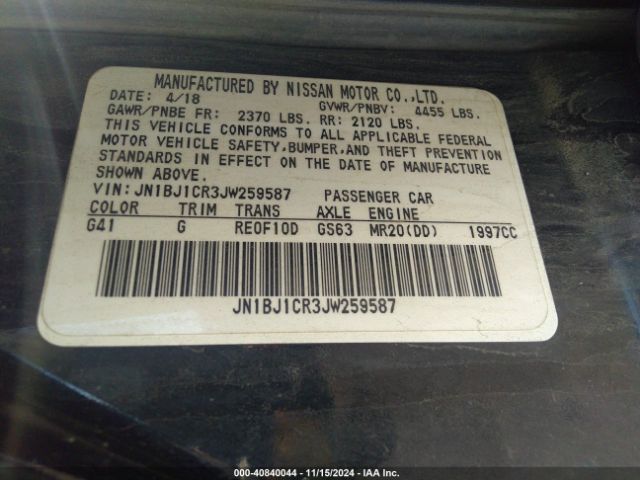 MANUFACTURED BY NISSAN MOTOR CO.,LTD.
DATE: 4/18 GVWR/PNBV: 4455 LBS.
GAWR/PNBE FR: 2370 LBS. RR: 2120 LBS.
THIS VEHICLE CONFORMS TO ALL APPLICABLE FEDERAL
MOTOR VEHICLE SAFETY,BUMPER,AND THEFT PREVENTION
STANDARDS IN EFFECT ON THE DATE OF MANUFACTURE
SHOWN ABOVE.
VIN: JN1BJ1CR3JW259587 PASSENGER CAR
COLOR TRIM TRANS AXLE ENGINE
G41 G RE0F10D GS63 MR20(DD) 1997CC
JN1BJ1CR3JW259587
000-40840044 — 11/15/2024 — IAA Inc.